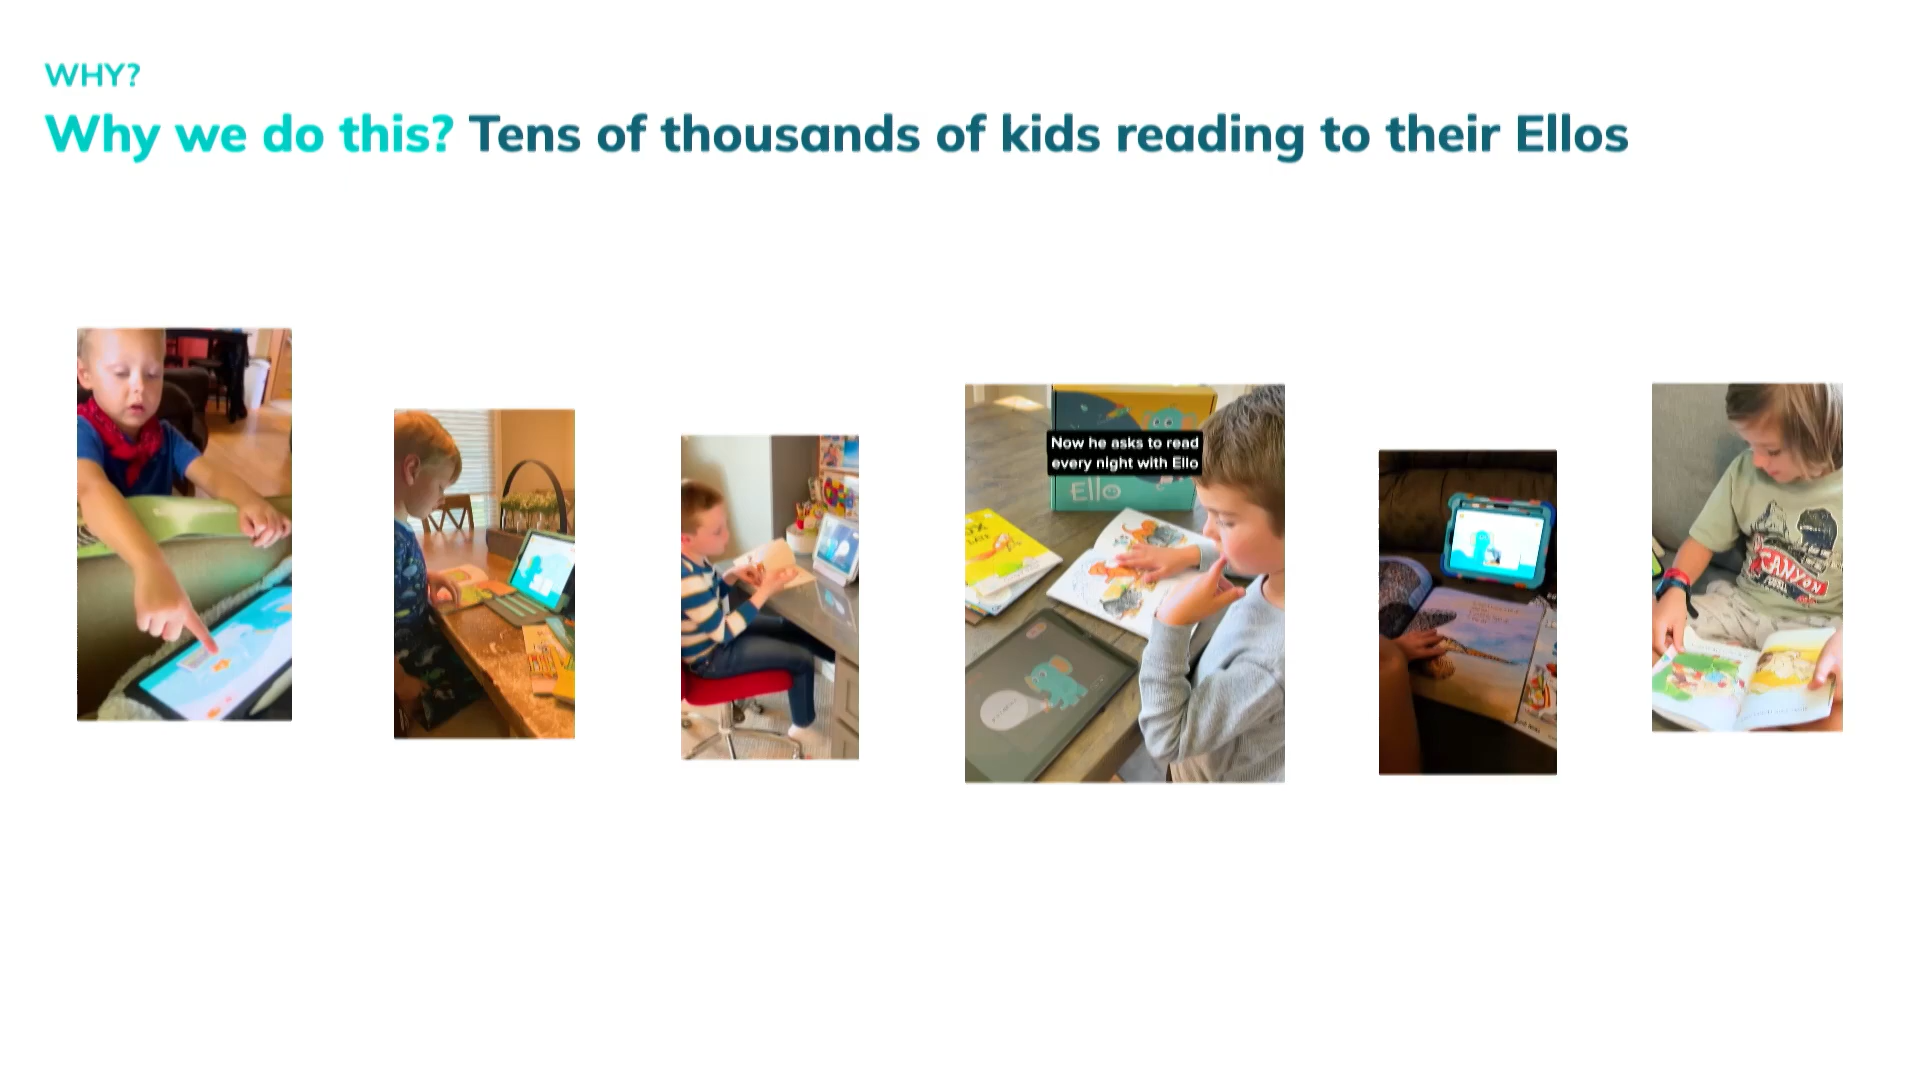 WHY?
Why we do this? Tens of thousands of kids reading to their Ellos
Now he asks to read
every night with Ello
Ello
CANYON